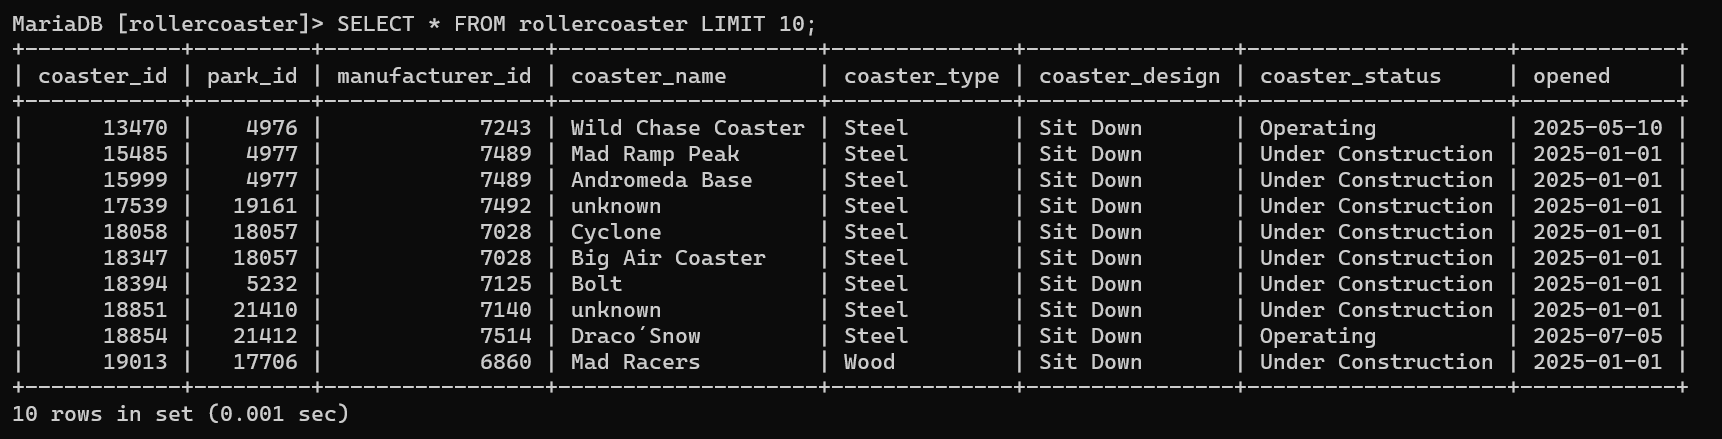 MariaDB [rollercoaster]> SELECT * FROM rollercoaster LIMIT 10;
+------------+---------+-----------------+--------------------+--------------+----------------+--------------------+------------+
| coaster_id | park_id | manufacturer_id | coaster_name       | coaster_type | coaster_design | coaster_status     | opened     |
+------------+---------+-----------------+--------------------+--------------+----------------+--------------------+------------+
|      13470 |    4976 |            7243 | Wild Chase Coaster | Steel        | Sit Down       | Operating          | 2025-05-10 |
|      15485 |    4977 |            7489 | Mad Ramp Peak      | Steel        | Sit Down       | Under Construction | 2025-01-01 |
|      15999 |    4977 |            7489 | Andromeda Base     | Steel        | Sit Down       | Under Construction | 2025-01-01 |
|      17539 |   19161 |            7492 | unknown            | Steel        | Sit Down       | Under Construction | 2025-01-01 |
|      18058 |   18057 |            7028 | Cyclone            | Steel        | Sit Down       | Under Construction | 2025-01-01 |
|      18347 |   18057 |            7028 | Big Air Coaster    | Steel        | Sit Down       | Under Construction | 2025-01-01 |
|      18394 |    5232 |            7125 | Bolt               | Steel        | Sit Down       | Under Construction | 2025-01-01 |
|      18851 |   21410 |            7140 | unknown            | Steel        | Sit Down       | Under Construction | 2025-01-01 |
|      18854 |   21412 |            7514 | Draco´Snow         | Steel        | Sit Down       | Operating          | 2025-07-05 |
|      19013 |   17706 |            6860 | Mad Racers         | Wood         | Sit Down       | Under Construction | 2025-01-01 |
+------------+---------+-----------------+--------------------+--------------+----------------+--------------------+------------+
10 rows in set (0.001 sec)